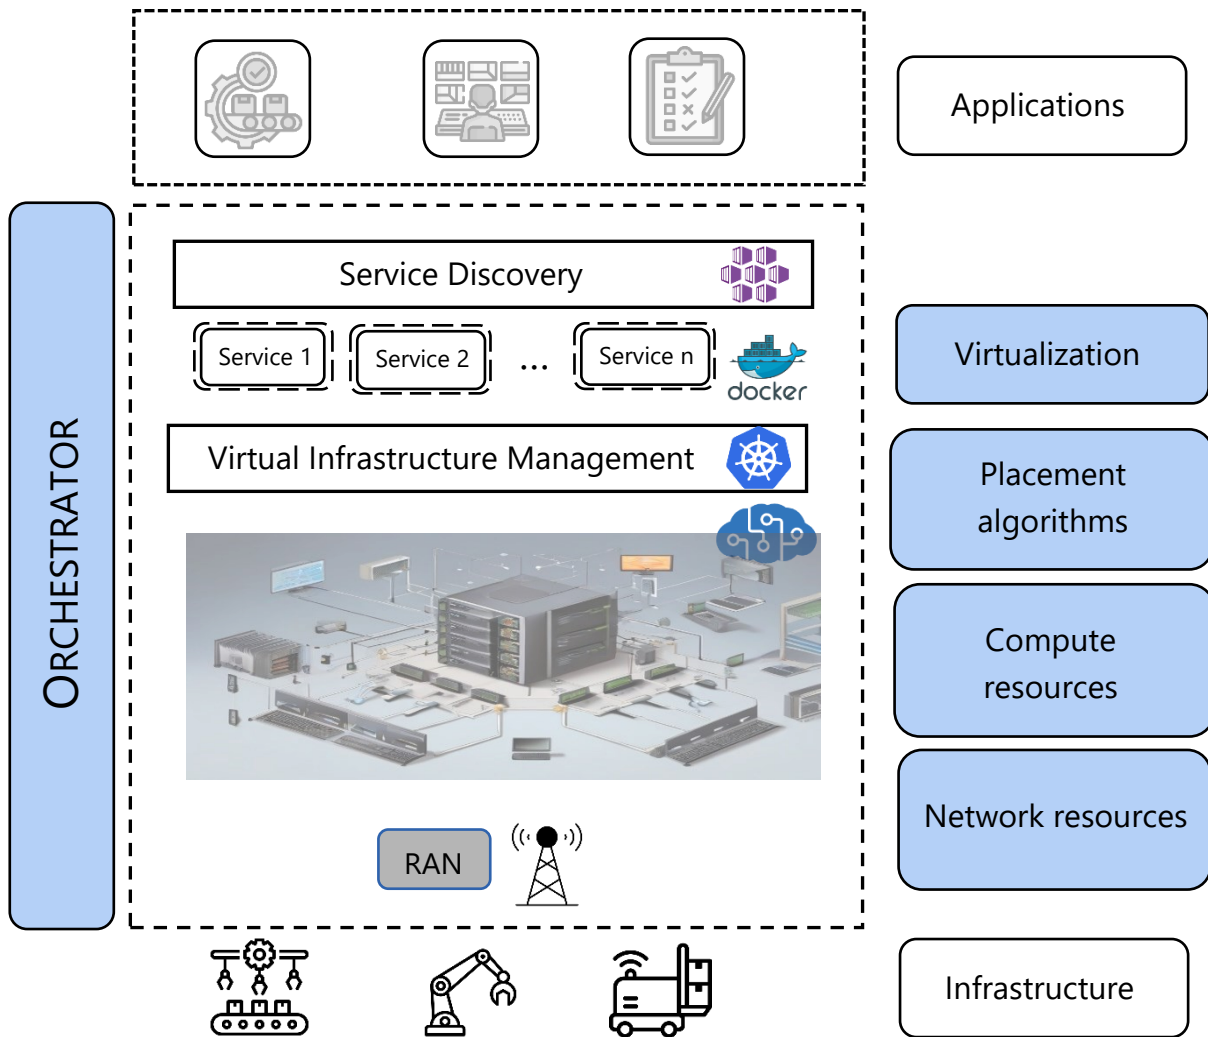 Applications
ORCHESTRATOR
Service Discovery
Service 1
Service 2
...
Service n
docker
Virtualization
Virtual Infrastructure Management
Placement
algorithms
Compute
resources
Network resources
RAN
Infrastructure